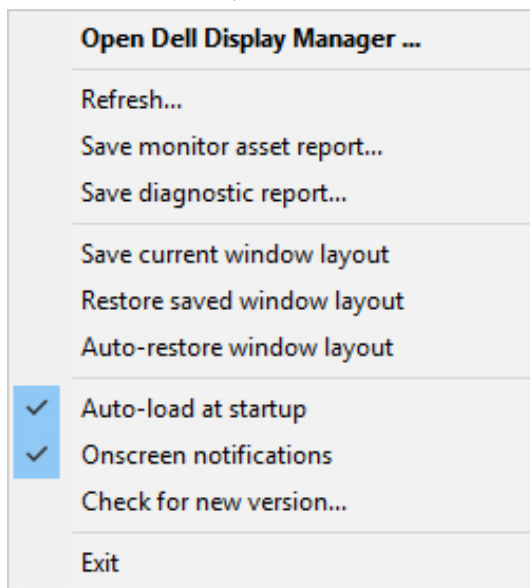 Open Dell Display Manager ...
Refresh...
Save monitor asset report...
Save diagnostic report...
Save current window layout
Restore saved window layout
Auto-restore window layout
Auto-load at startup
Onscreen notifications
Check for new version...
Exit